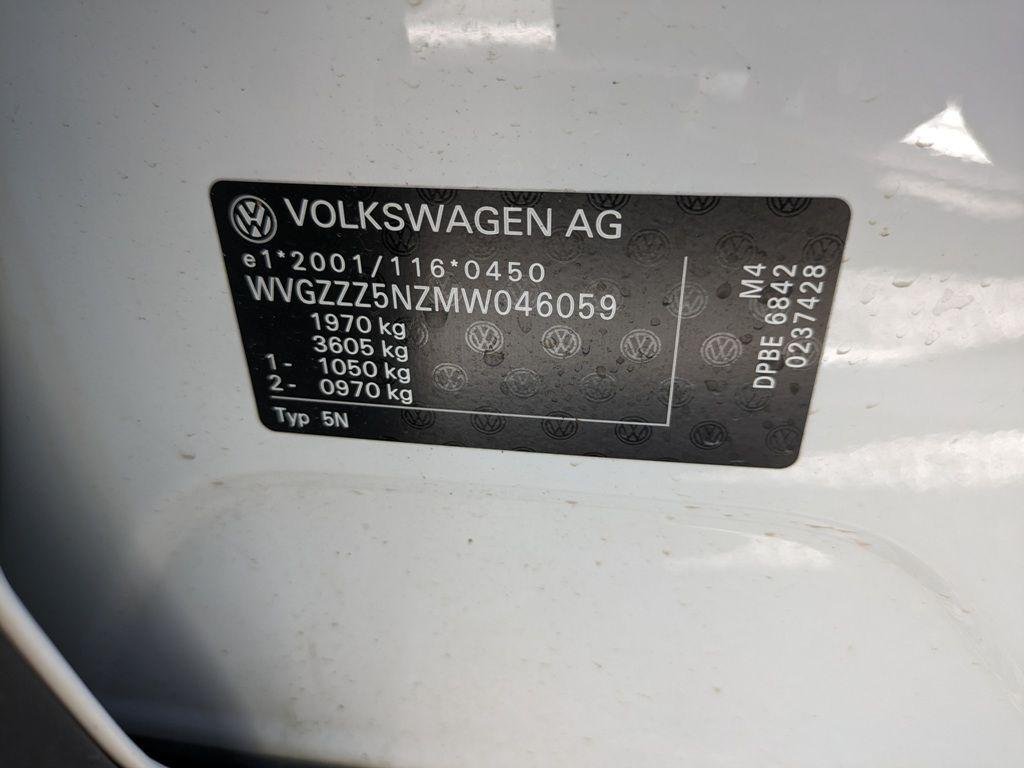 VOLKSWAGEN AG
e1*2001/116*0450
WVGZZZ5NZMW046059
1970 kg
3605 kg
1- 1050 kg
2- 0970 kg
Typ 5N
M4
DPBE 6842
0237428